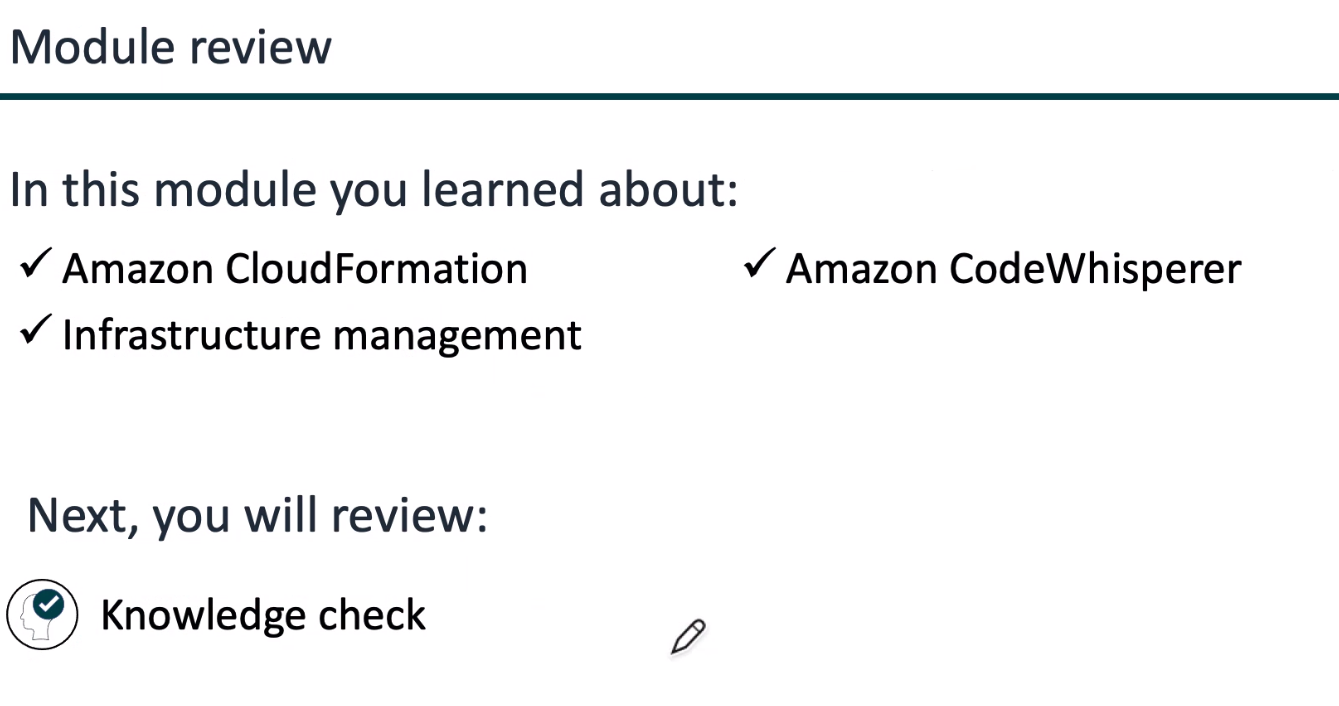 Module review
In this module you learned about:
✓ Amazon CloudFormation
✓ Infrastructure management
✓ Amazon CodeWhisperer
Next, you will review:
Knowledge check